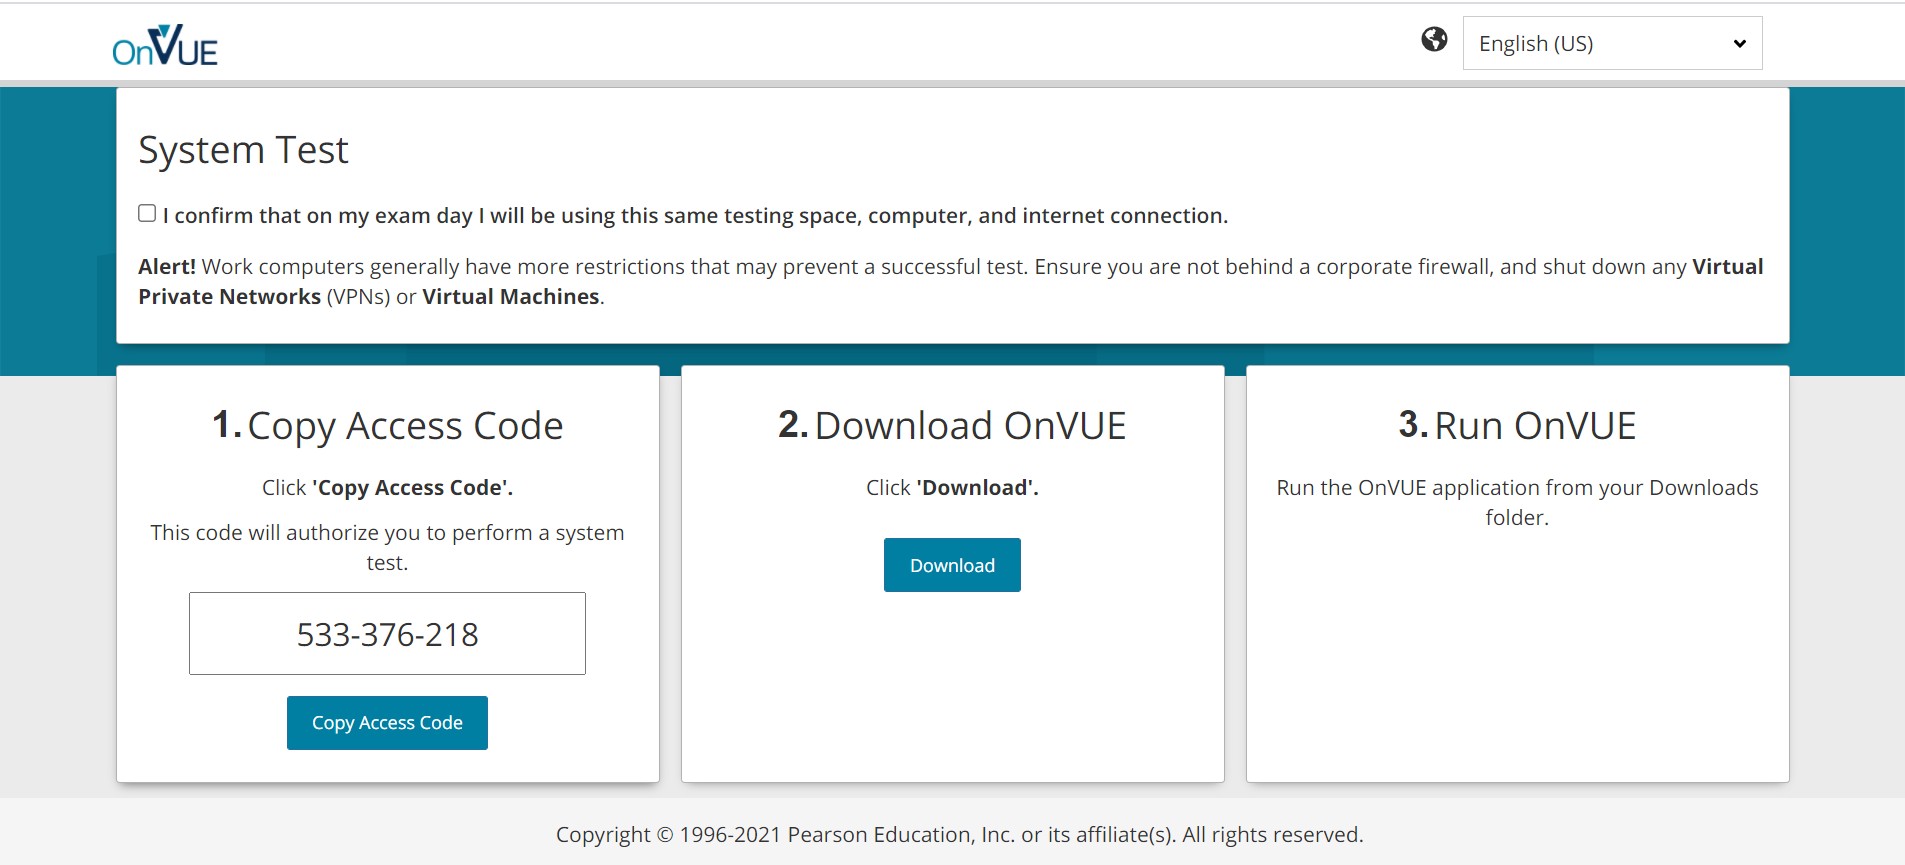 OnVUE
English (US)
System Test
I confirm that on my exam day I will be using this same testing space, computer, and internet connection.
Alert! Work computers generally have more restrictions that may prevent a successful test. Ensure you are not behind a corporate firewall, and shut down any Virtual
Private Networks (VPNs) or Virtual Machines.
1. Copy Access Code
Click 'Copy Access Code'.
This code will authorize you to perform a system
test.
533-376-218
Copy Access Code
2. Download OnVUE
Click 'Download'.
Download
3. Run OnVUE
Run the OnVUE application from your Downloads
folder.
Copyright © 1996-2021 Pearson Education, Inc. or its affiliate(s). All rights reserved.